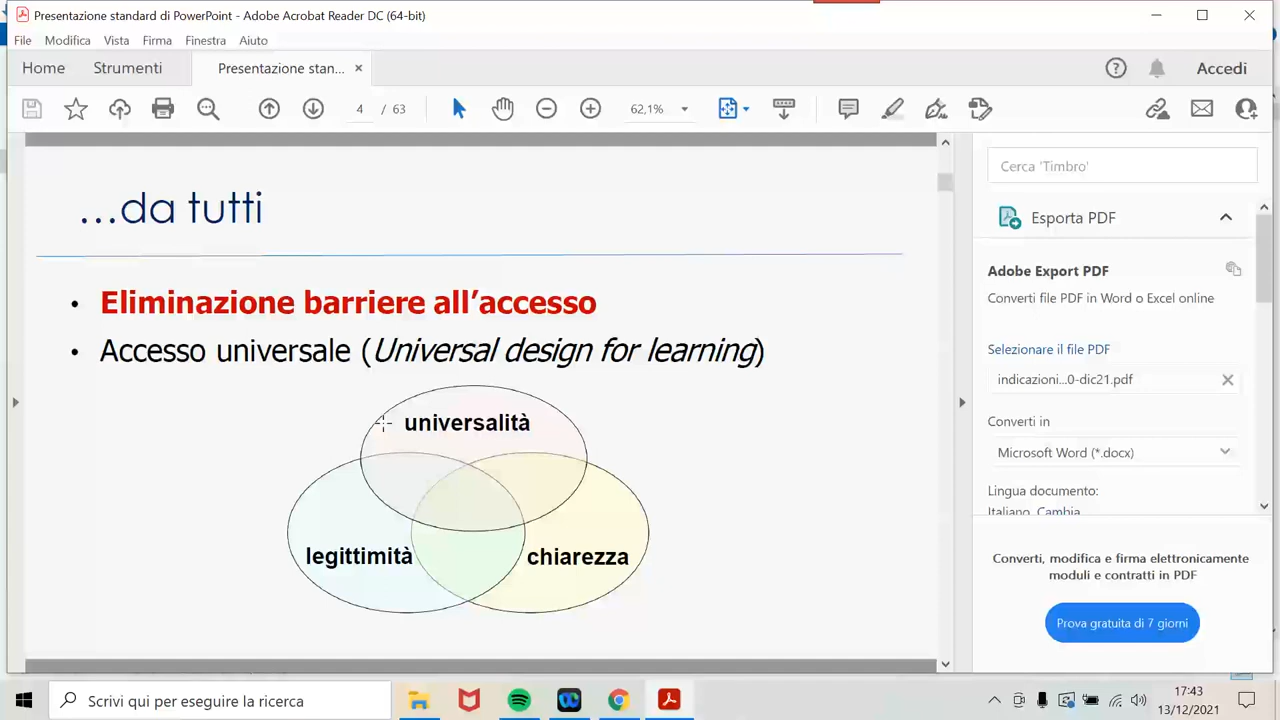 Presentazione standard di PowerPoint - Adobe Acrobat Reader DC (64-bit)
File Modifica Vista Firma Finestra Aiuto
Home Strumenti Presentazione stan... × Accedi
4 / 63 62,1%
Cerca 'Timbro'
Esporta PDF
Adobe Export PDF
Converti file PDF in Word o Excel online
Selezionare il file PDF
indicazioni...0-dic21.pdf
Converti in
Microsoft Word (*.docx)
Lingua documento:
Italiano Cambia
Converti, modifica e firma elettronicamente
moduli e contratti in PDF
Prova gratuita di 7 giorni
...da tutti
• Eliminazione barriere all’accesso
• Accesso universale (Universal design for learning)
universalità
legittimità
chiarezza
Scrivi qui per eseguire la ricerca
17:43
13/12/2021